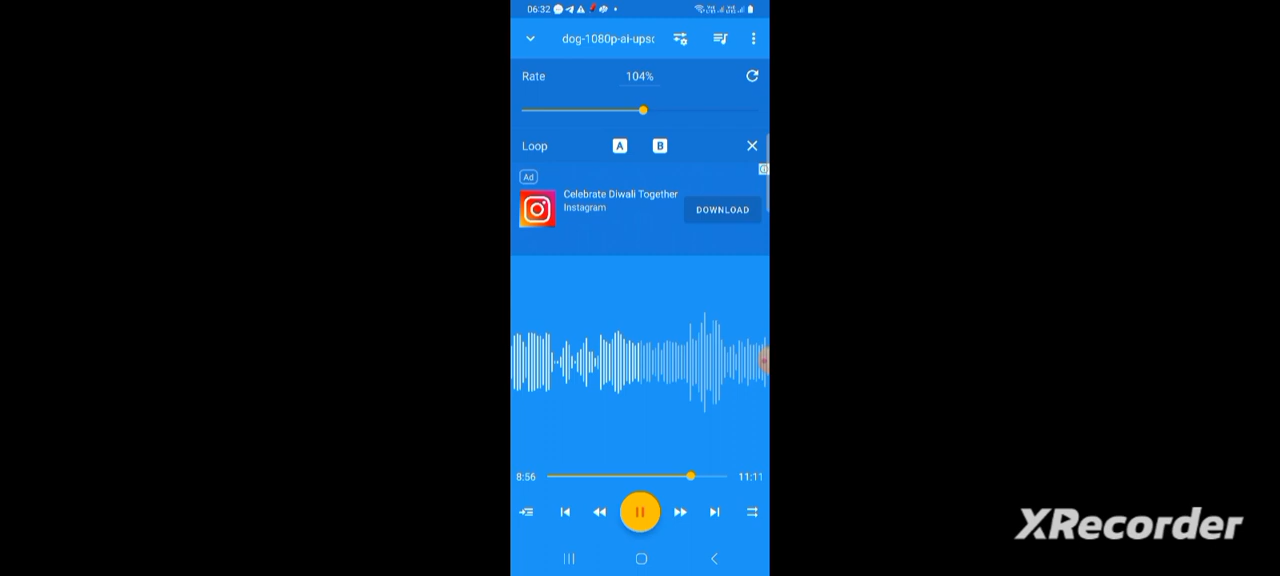 06:32
dog-1080p-ai-upsc
Rate 104%
Loop A B
Ad
Celebrate Diwali Together
Instagram
DOWNLOAD
8:56 11:11
XRecorder